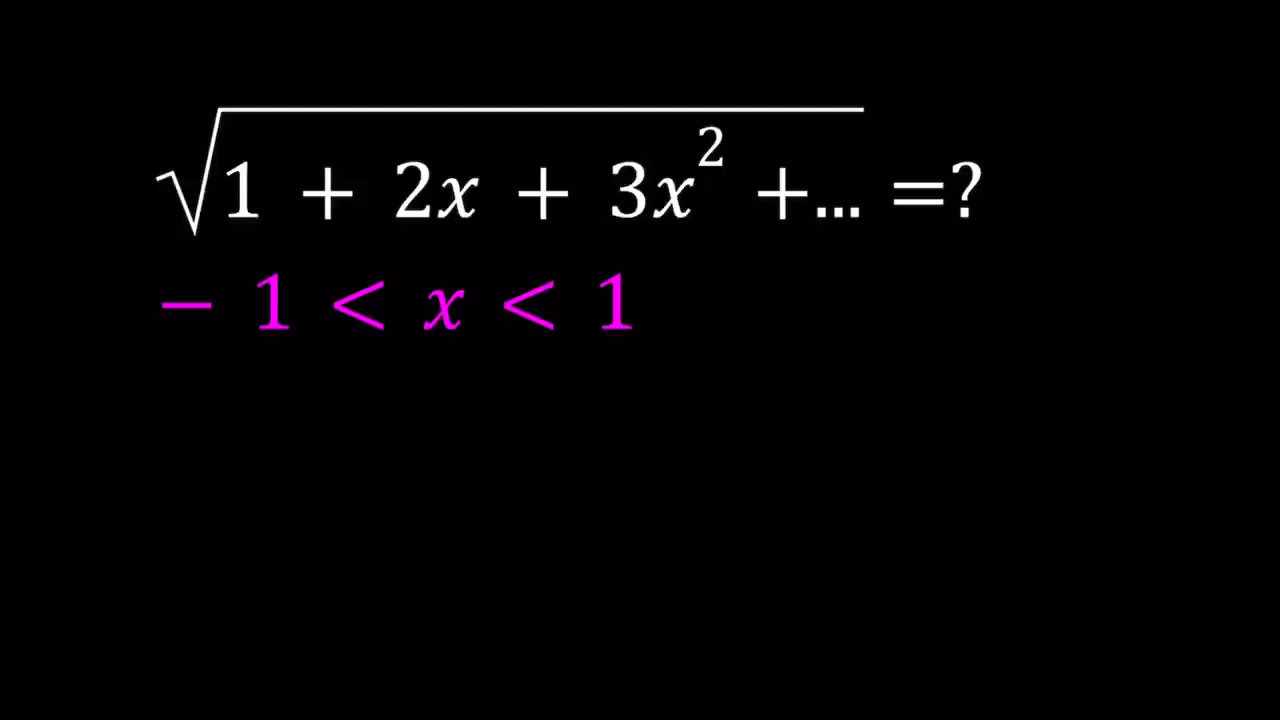 √(1 + 2x + 3x² +...) =?
− 1 < x < 1